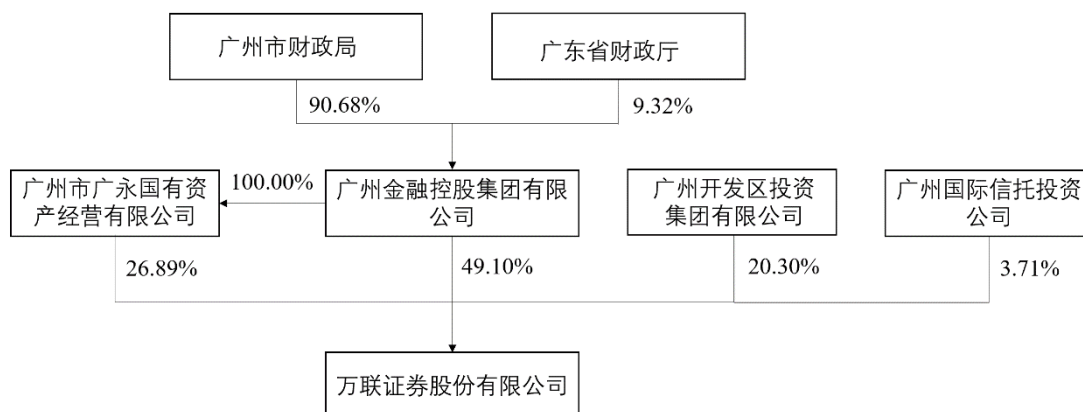 广州市财政局
广东省财政厅
90.68%
9.32%
广州市广永国有资
产经营有限公司
100.00%
广州金融控股集团有限
公司
广州开发区投资
集团有限公司
广州国际信托投资
公司
26.89%
49.10%
20.30%
3.71%
万联证券股份有限公司